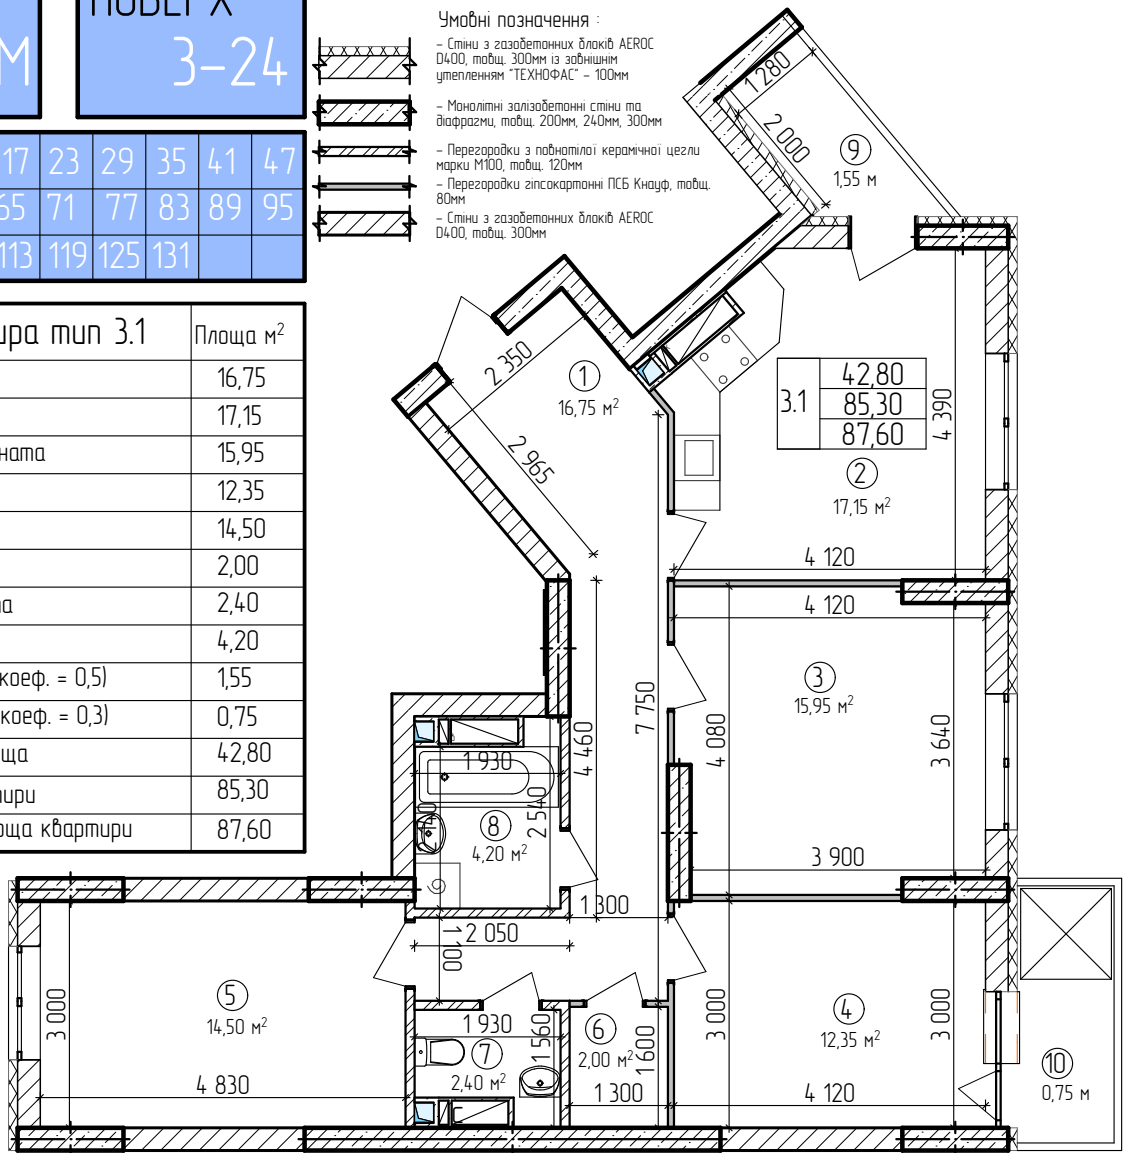 ПОВЕРХ
М
3-24
17 23 29 35 41 47
65 71 77 83 89 95
113 119 125 131
Умовні позначення :
- Стіни з газобетонних блоків AEROC
D400, товщ. 300мм із зовнішнім
утепленням "ТЕХНОФАС" - 100мм
- Монолітні залізобетонні стіни та
діафрагми, товщ. 200мм, 240мм, 300мм
- Перегородки з повнотілої керамічної цегли
марки М100, товщ. 120мм
- Перегородки гіпсокартонні ПСБ Кнауф, товщ.
80мм
- Стіни з газобетонних блоків AEROC
D400, товщ. 300мм
ира тип 3.1 Площа м²
16,75
17,15
ната 15,95
12,35
14,50
2,00
а 2,40
4,20
коеф. = 0,5) 1,55
коеф. = 0,3) 0,75
ща 42,80
тири 85,30
оща квартири 87,60
1 280
2 000
9
1,55 м
2 350
1
16,75 м²
2 965
3.1
42,80
85,30
87,60
4 390
2
17,15 м²
4 120
4 120
3
15,95 м²
7 750
4 460
4 080
3 640
3 900
1 930
2 540
8
4,20 м²
1 300
1 100
2 050
5
14,50 м²
3 000
4 830
1 930
1 560
7
2,40 м²
6
2,00 м²
1 600
1 300
3 000
4
12,35 м²
3 000
4 120
10
0,75 м